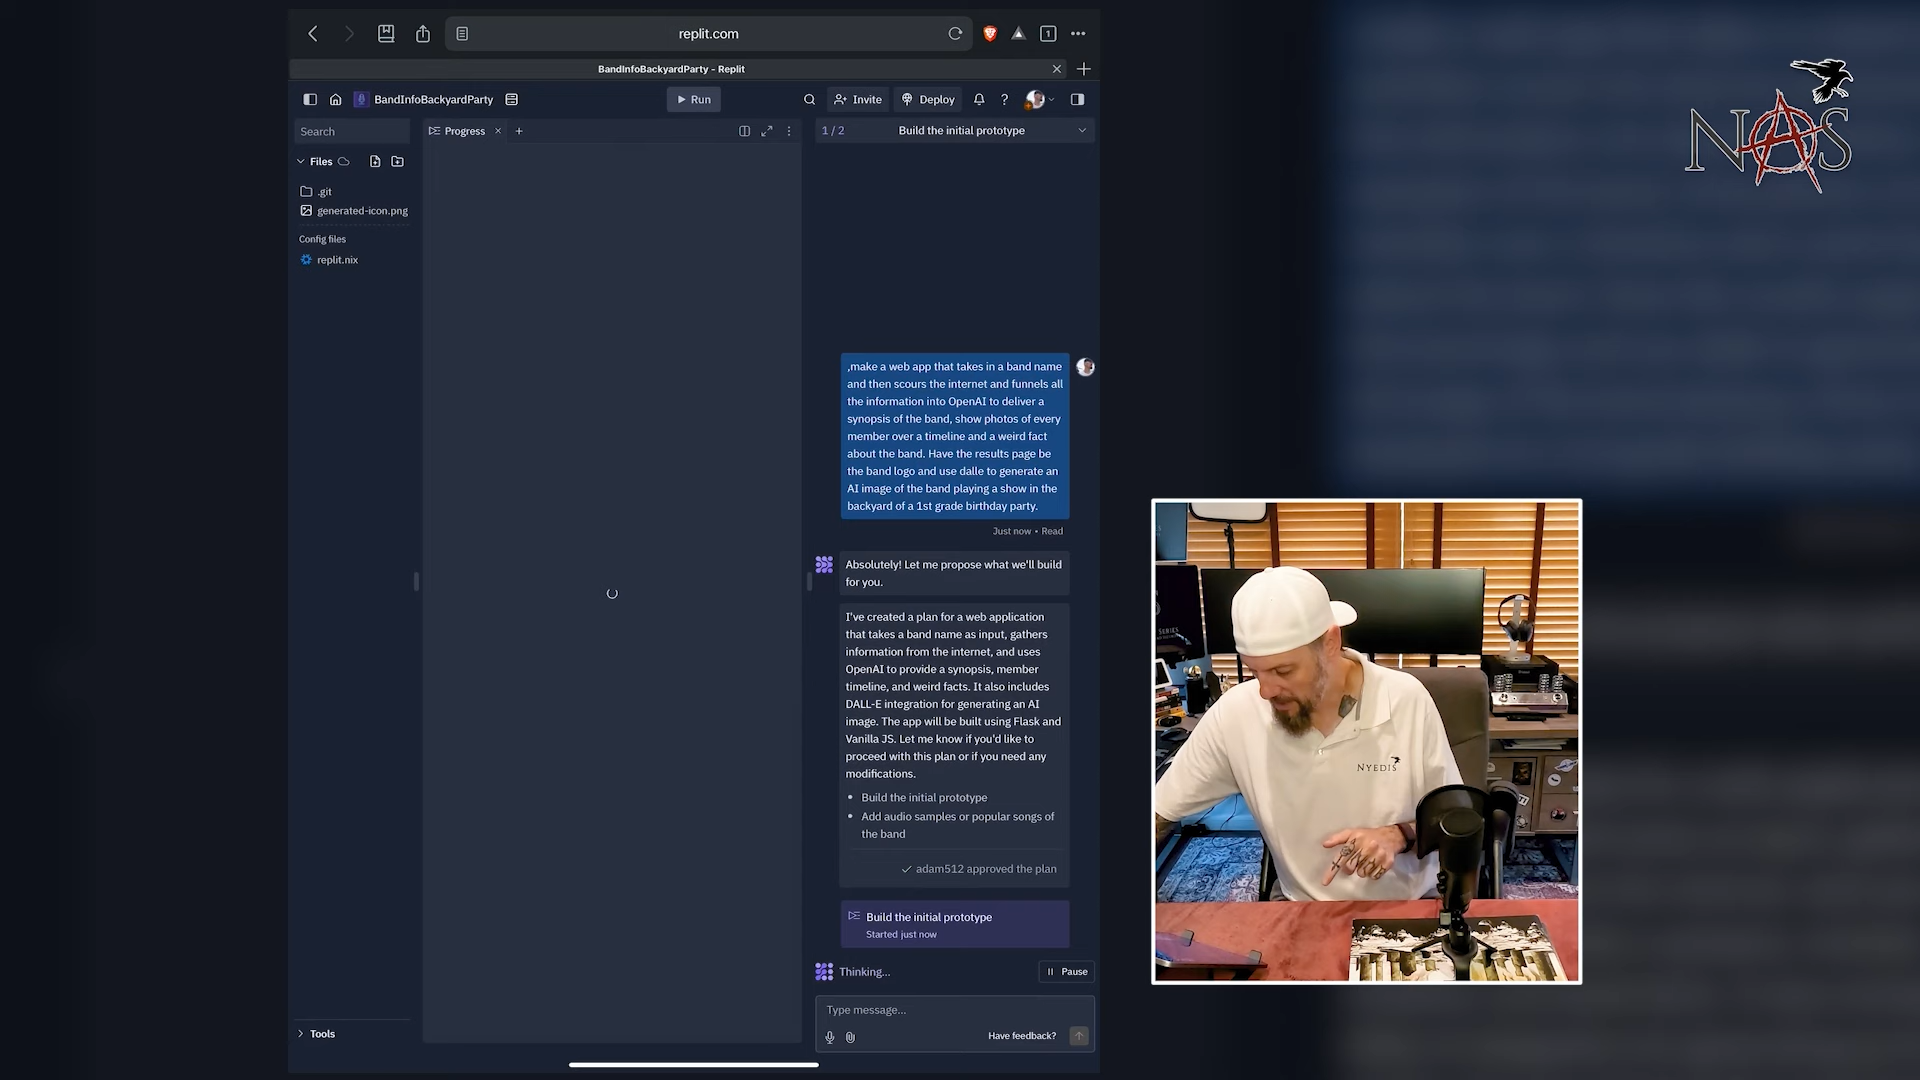 replit.com
1
BandInfoBackyardParty - Replit
BandInfoBackyardParty
Run
Invite
Deploy
Search
Progress
1 / 2
Build the initial prototype
Files
.git
generated-icon.png
Config files
replit.nix
,make a web app that takes in a band name
and then scours the internet and funnels all
the information into OpenAI to deliver a
synopsis of the band, show photos of every
member over a timeline and a weird fact
about the band. Have the results page be
the band logo and use dalle to generate an
AI image of the band playing a show in the
backyard of a 1st grade birthday party.
Just now • Read
Absolutely! Let me propose what we'll build
for you.
I've created a plan for a web application
that takes a band name as input, gathers
information from the internet, and uses
OpenAI to provide a synopsis, member
timeline, and weird facts. It also includes
DALL-E integration for generating an AI
image. The app will be built using Flask and
Vanilla JS. Let me know if you'd like to
proceed with this plan or if you need any
modifications.
• Build the initial prototype
• Add audio samples or popular songs of
the band
adam512 approved the plan
Build the initial prototype
Started just now
Thinking...
Pause
Type message...
Have feedback?
Tools
NAS
NYEDIS
SERIES